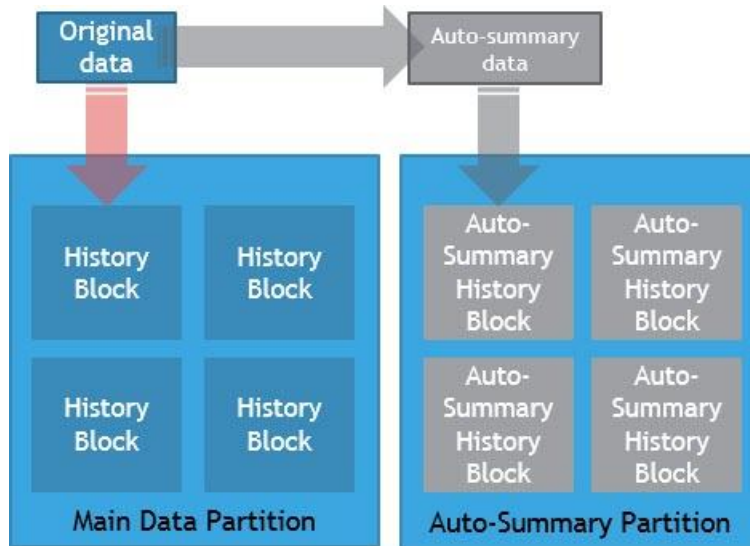 Original
data
Auto-summary
data
History
Block
History
Block
Auto-
Summary
History
Block
Auto-
Summary
History
Block
History
Block
History
Block
Auto-
Summary
History
Block
Auto-
Summary
History
Block
Main Data Partition
Auto-Summary Partition